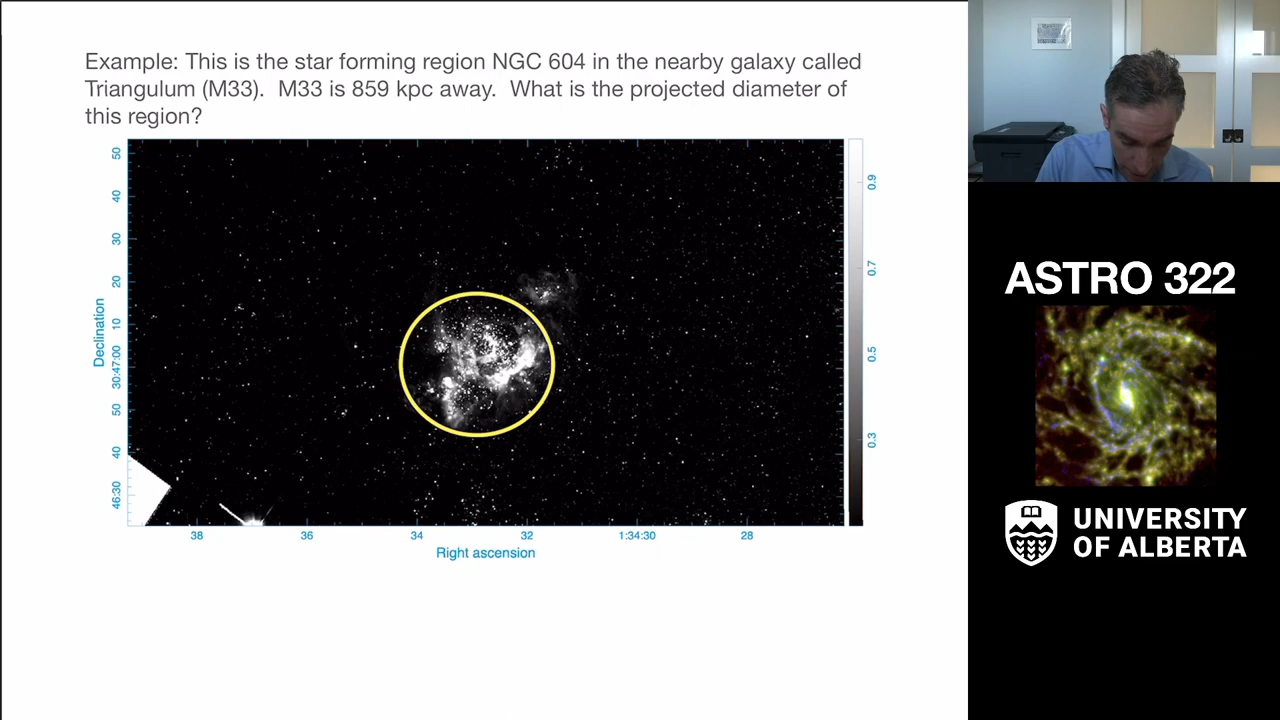 Example: This is the star forming region NGC 604 in the nearby galaxy called
Triangulum (M33).  M33 is 859 kpc away.  What is the projected diameter of
this region?
50
40
30
20
10
30:47:00
50
40
46:30
Declination
38
36
34
32
1:34:30
28
Right ascension
0.9
0.7
0.5
0.3
ASTRO 322
UNIVERSITY
OF ALBERTA